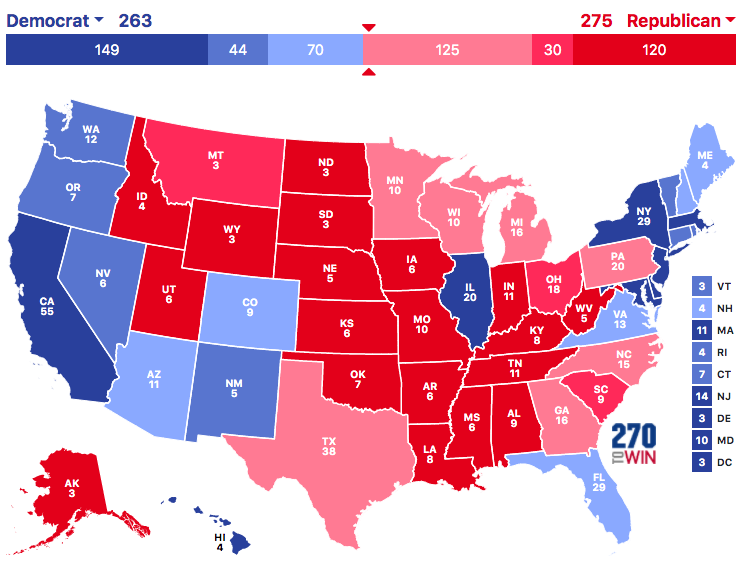 Democrat 263
275 Republican
149 44 70 125 30 120
WA
12
OR
7
CA
55
NV
6
ID
4
MT
3
WY
3
UT
6
CO
9
AZ
11
NM
5
ND
3
SD
3
NE
5
KS
6
OK
7
TX
38
MN
10
IA
6
MO
10
AR
6
LA
8
WI
10
IL
20
MI
16
IN
11
OH
18
KY
8
TN
11
MS
6
AL
9
GA
16
FL
29
SC
9
NC
15
VA
13
WV
5
PA
20
NY
29
ME
4
AK
3
HI
4
3 VT
4 NH
11 MA
4 RI
7 CT
14 NJ
3 DE
10 MD
3 DC
270
TO WIN